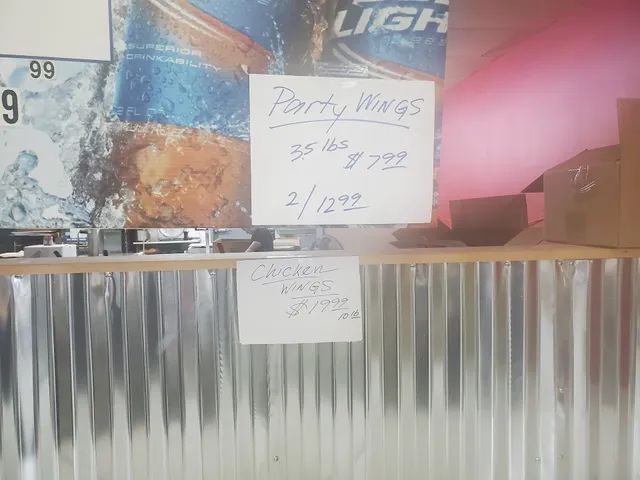 99
9
SUPERIOR
DRINKABILITY
LIGH
Party WINGS
3.5 lbs $7.99
2/12.99
Chicken
WINGS
$19.99
10 lb